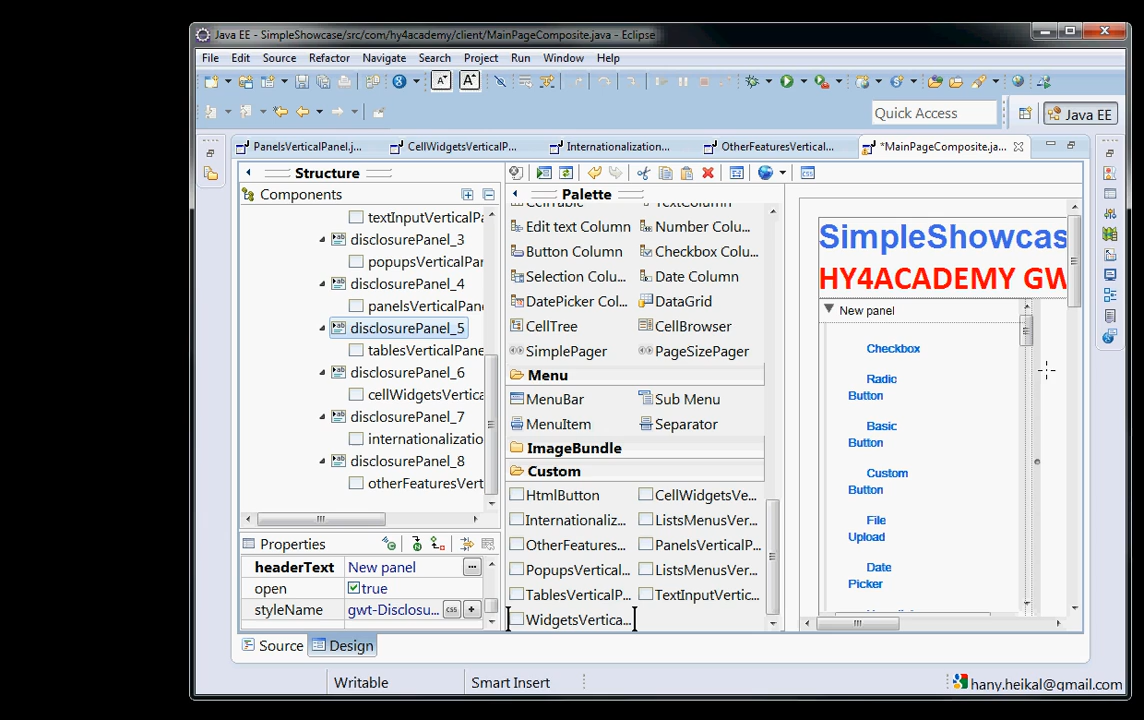 Java EE - SimpleShowcase/src/com/hy4academy/client/MainPageComposite.java - Eclipse
File Edit Source Refactor Navigate Search Project Run Window Help
A A
Quick Access Java EE
PanelsVerticalPanel.j... CellWidgetsVerticalP... Internationalization... OtherFeaturesVertical... *MainPageComposite.ja...
Structure
Components
textInputVerticalPa
disclosurePanel_3
popupsVerticalPan
disclosurePanel_4
panelsVerticalPane
disclosurePanel_5
tablesVerticalPane
disclosurePanel_6
cellWidgetsVertica
disclosurePanel_7
internationalizatio
disclosurePanel_8
otherFeaturesVert
Properties
headerText New panel ...
open true
styleName gwt-Disclosu... css
Palette
CellTable TextColumn
Edit text Column Number Colu...
Button Column Checkbox Colu...
Selection Colu... Date Column
DatePicker Col... DataGrid
CellTree CellBrowser
SimplePager PageSizePager
Menu
MenuBar Sub Menu
MenuItem Separator
ImageBundle
Custom
HtmlButton CellWidgetsVe...
Internationaliz... ListsMenusVer...
OtherFeatures... PanelsVerticalP...
PopupsVertical... ListsMenusVer...
TablesVerticalP... TextInputVertic...
WidgetsVertica...
SimpleShowcas
HY4ACADEMY GW
New panel
Checkbox
Radic
Button
Basic
Button
Custom
Button
File
Upload
Date
Picker
Source Design
Writable Smart Insert hany.heikal@gmail.com